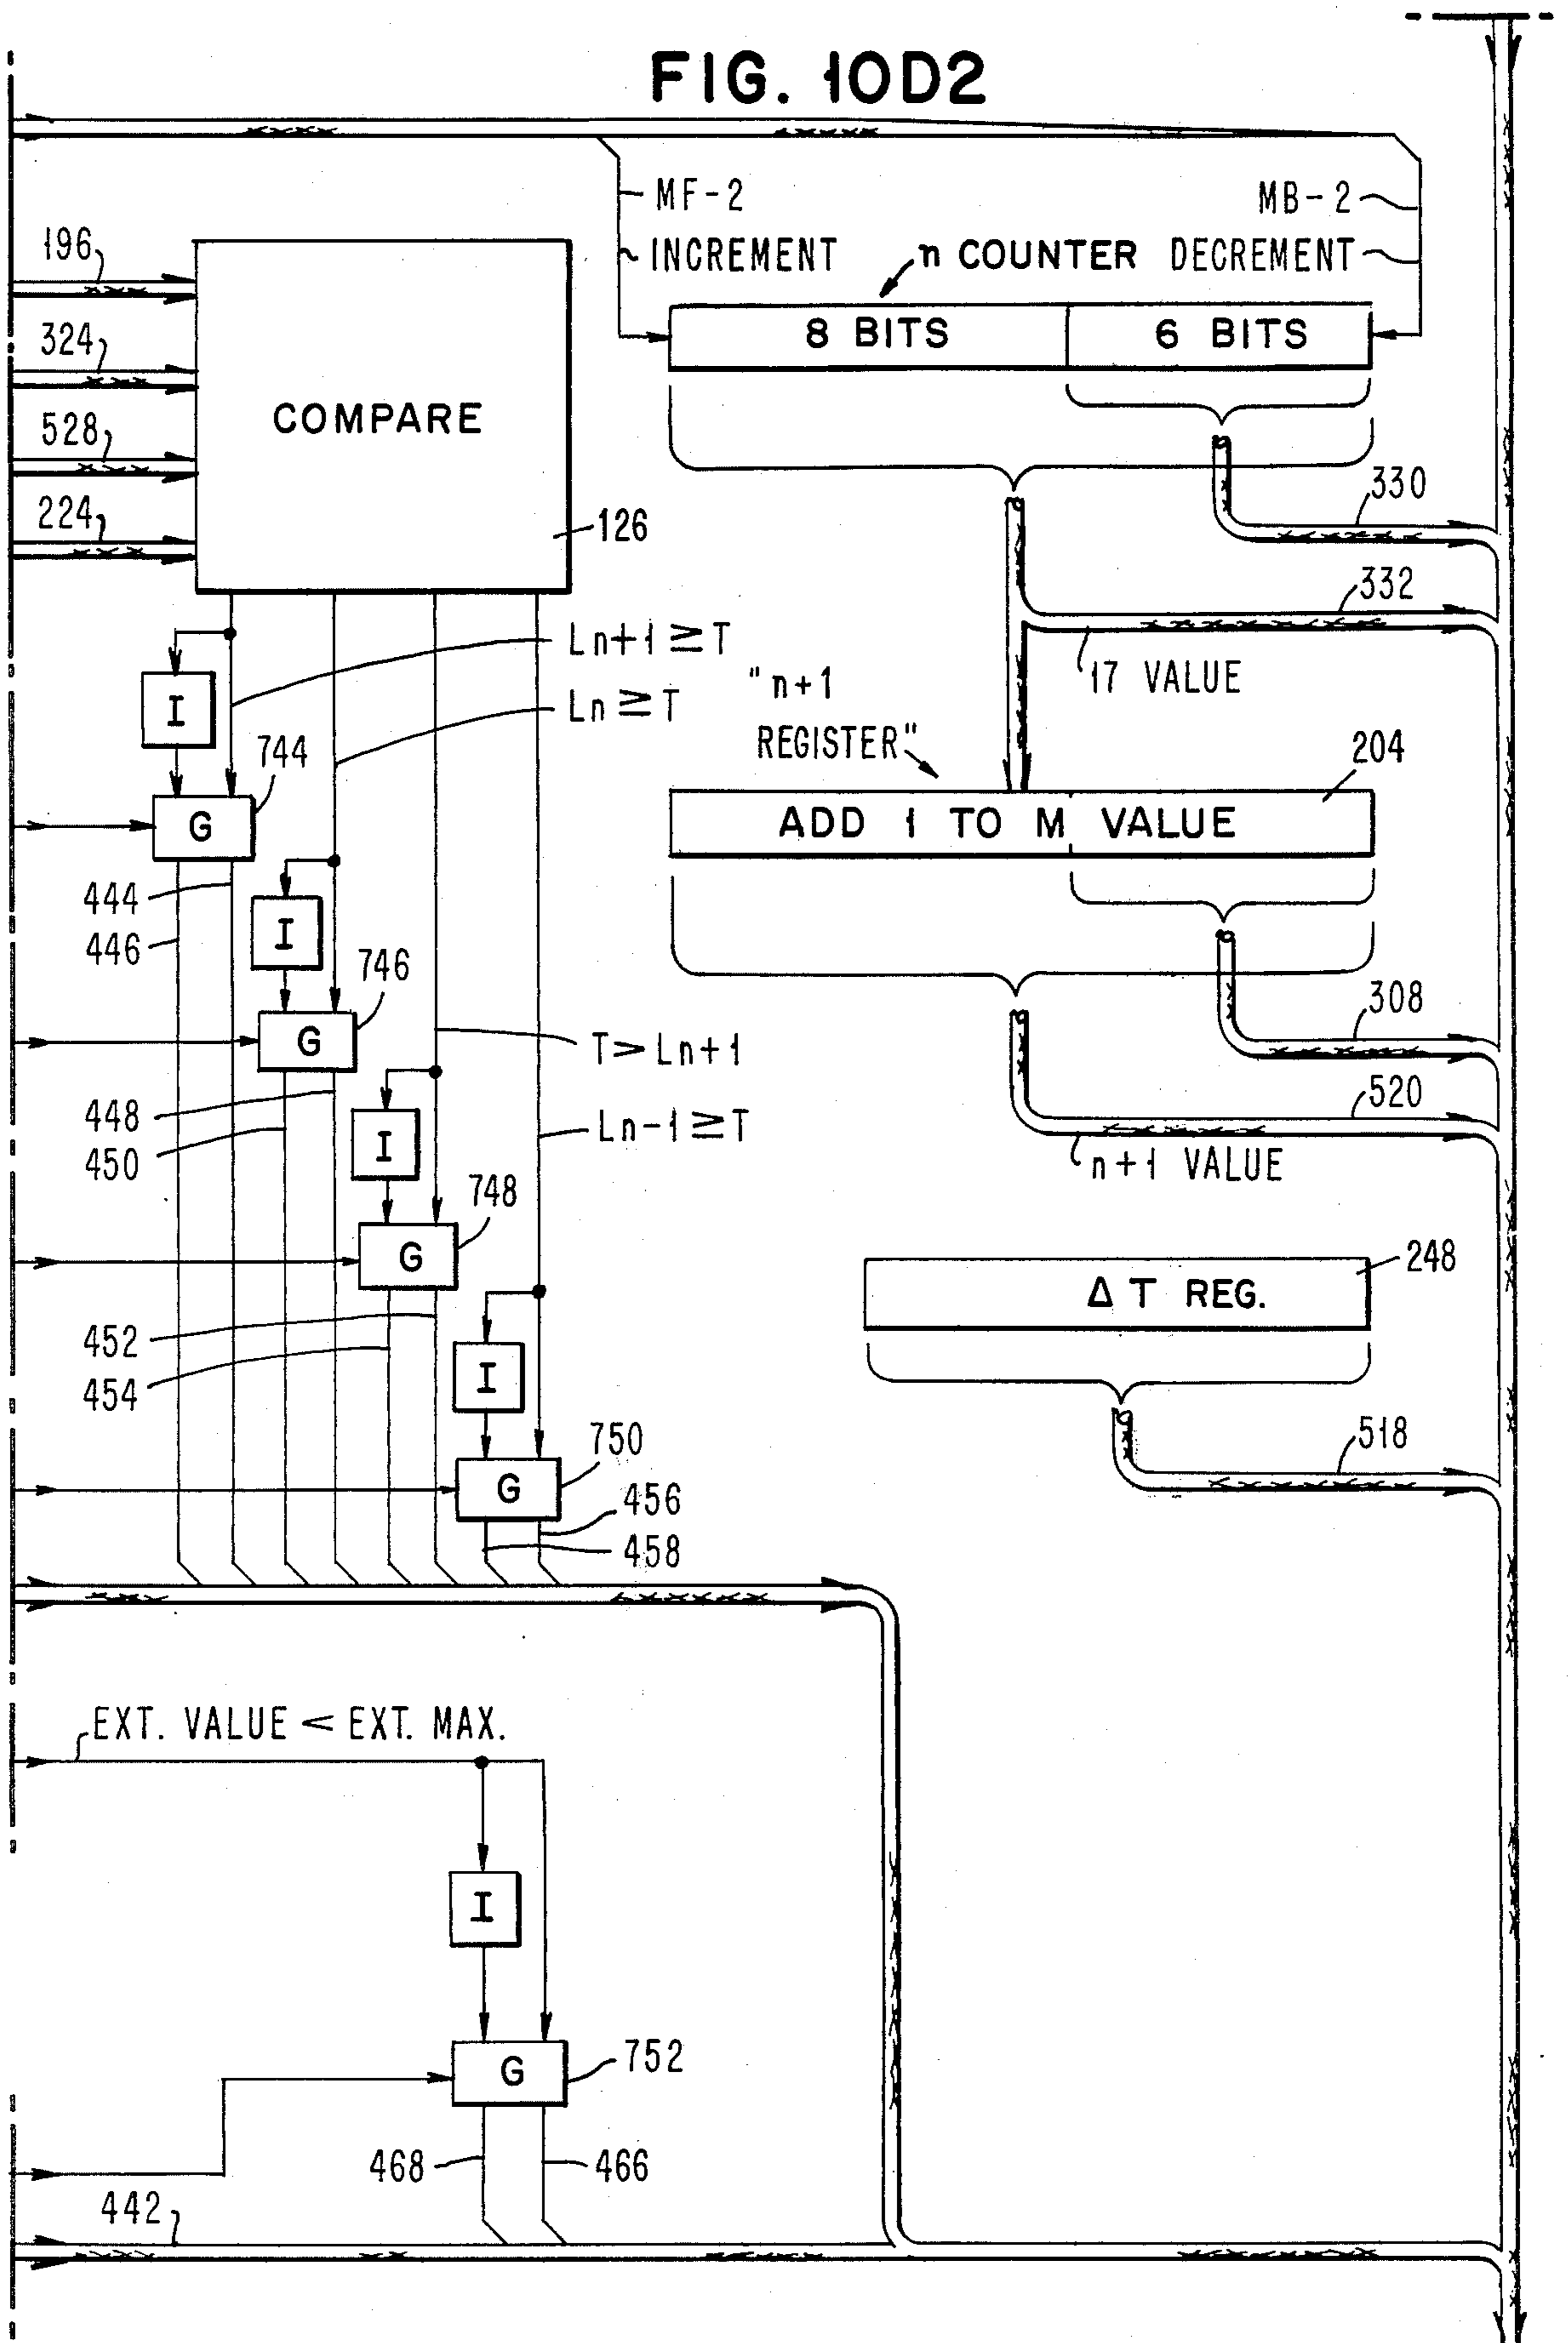 FIG. 10D2
MF-2
MB-2
196
INCREMENT
n COUNTER
DECREMENT
8 BITS
6 BITS
324
COMPARE
528
330
224
126
332
Ln+1 ≧ T
17 VALUE
"n+1
REGISTER"
I
Ln ≧ T
744
204
G
ADD 1 TO M VALUE
444
446
I
746
308
G
T > Ln+1
520
448
450
I
Ln-1 ≧ T
n+1 VALUE
748
G
248
Δ T REG.
452
454
I
750
518
G
456
458
EXT. VALUE < EXT. MAX.
I
752
G
468
466
442